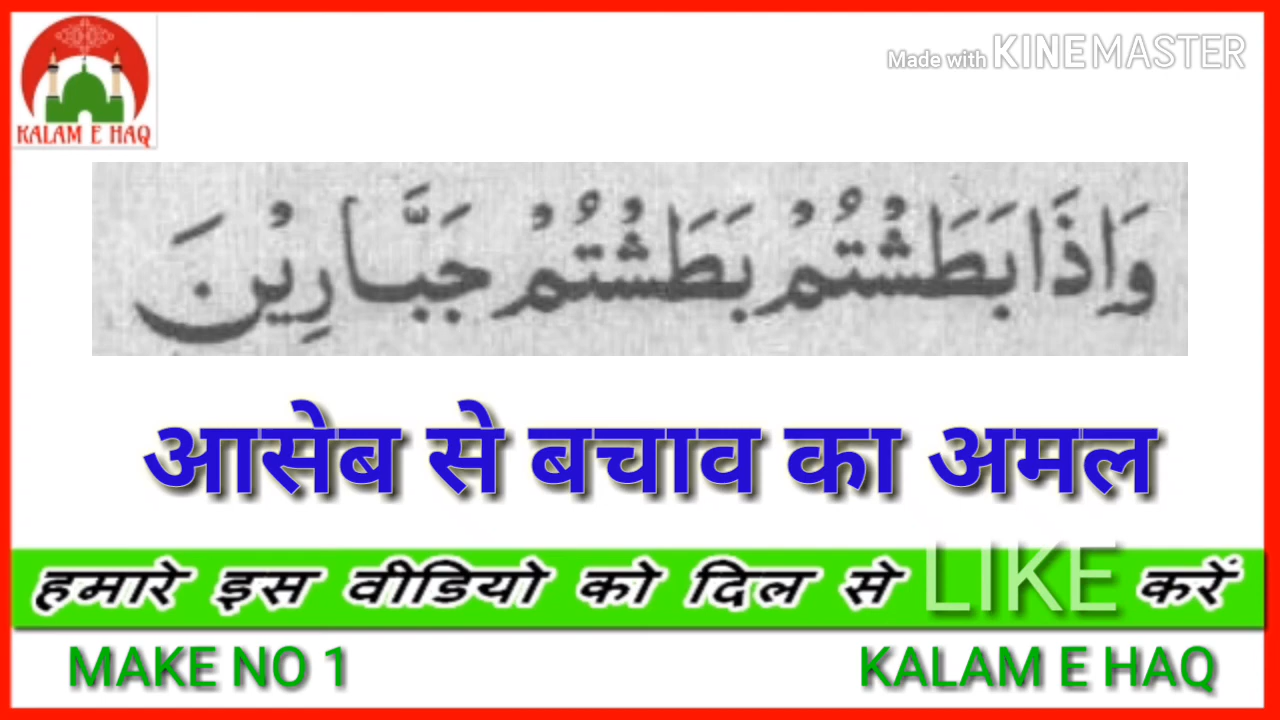 KALAM E HAQ
Made with KINEMASTER
وَاِذَا بَطَشْتُمْ بَطَشْتُمْ جَبَّارِيْنَ
आसेब से बचाव का अमल
हमारे इस वीडियो को दिल से LIKE करें
MAKE NO 1 KALAM E HAQ